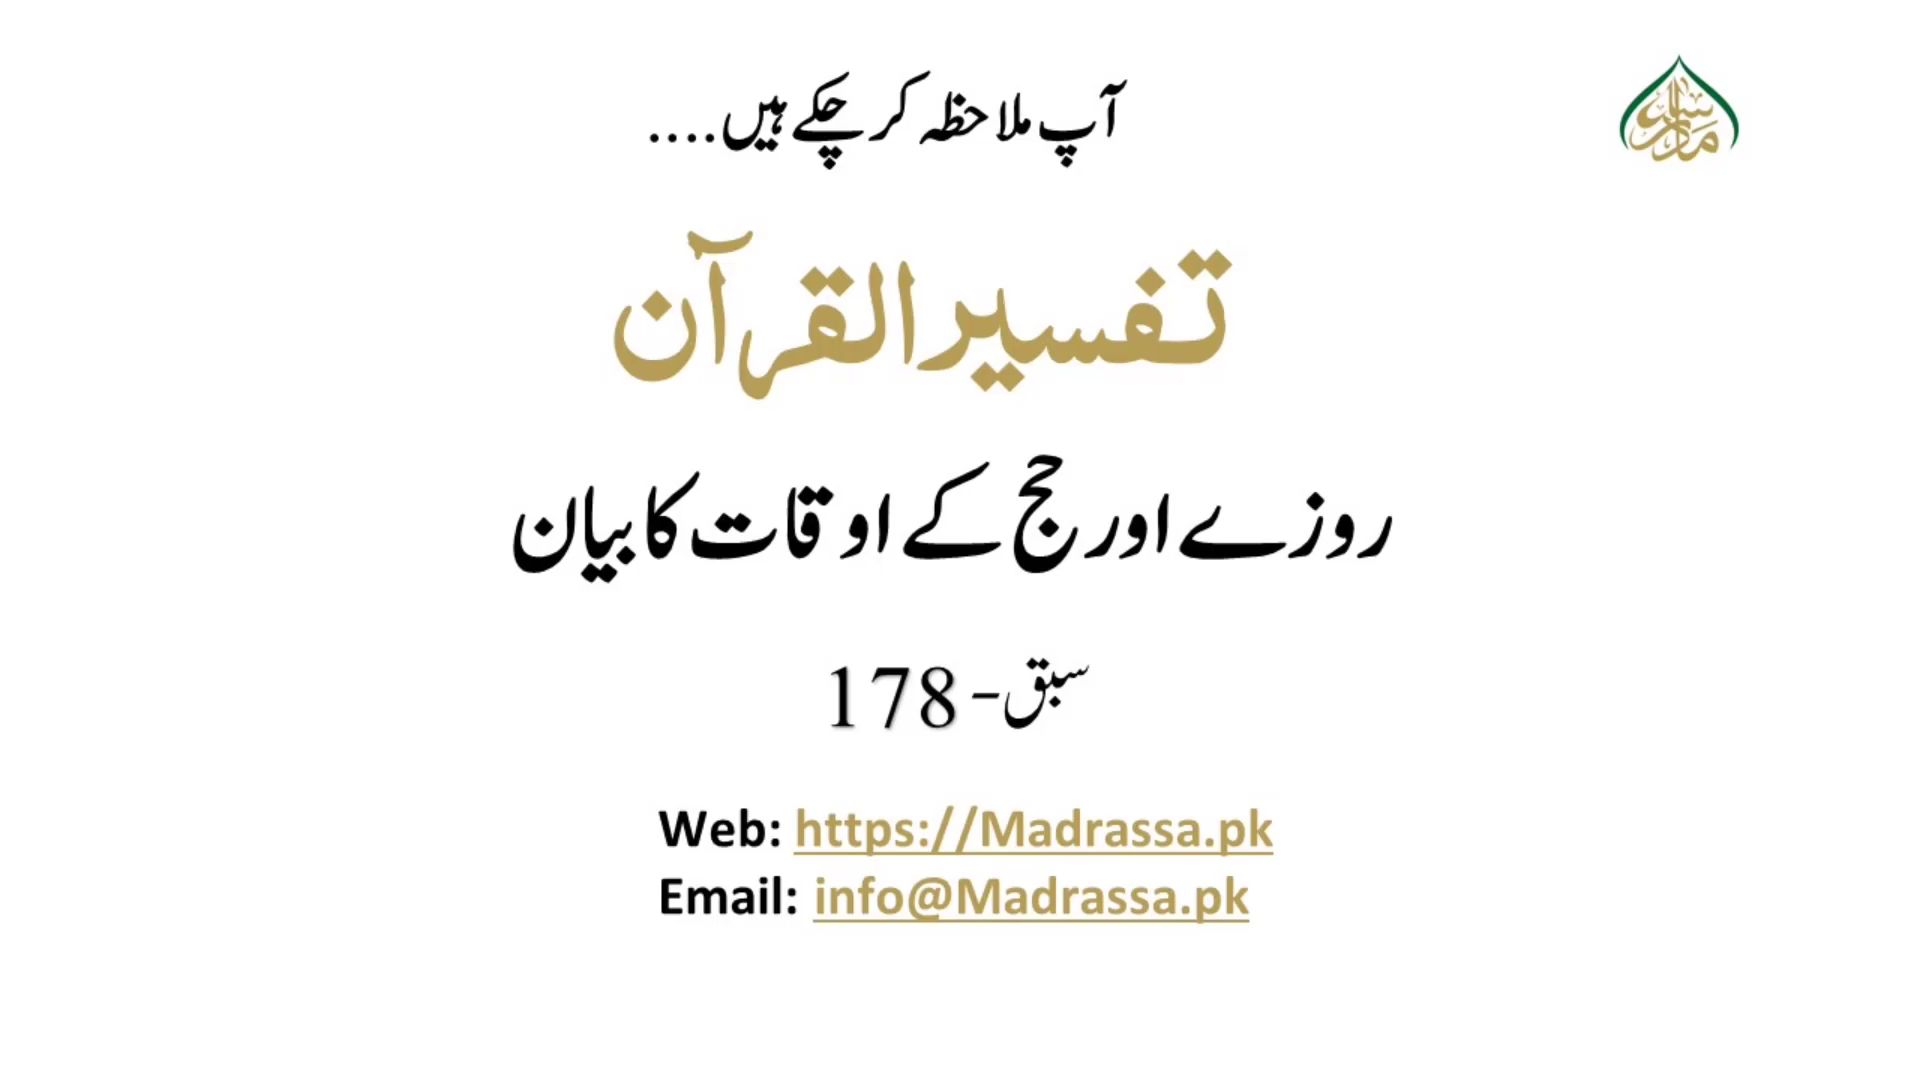 آپ ملاحظہ کر چکے ہیں....
مدرسہ
تفسیر القرآن
روزے اور حج کے اوقات کا بیان
سبق - 178
Web: https://Madrassa.pk
Email: info@Madrassa.pk